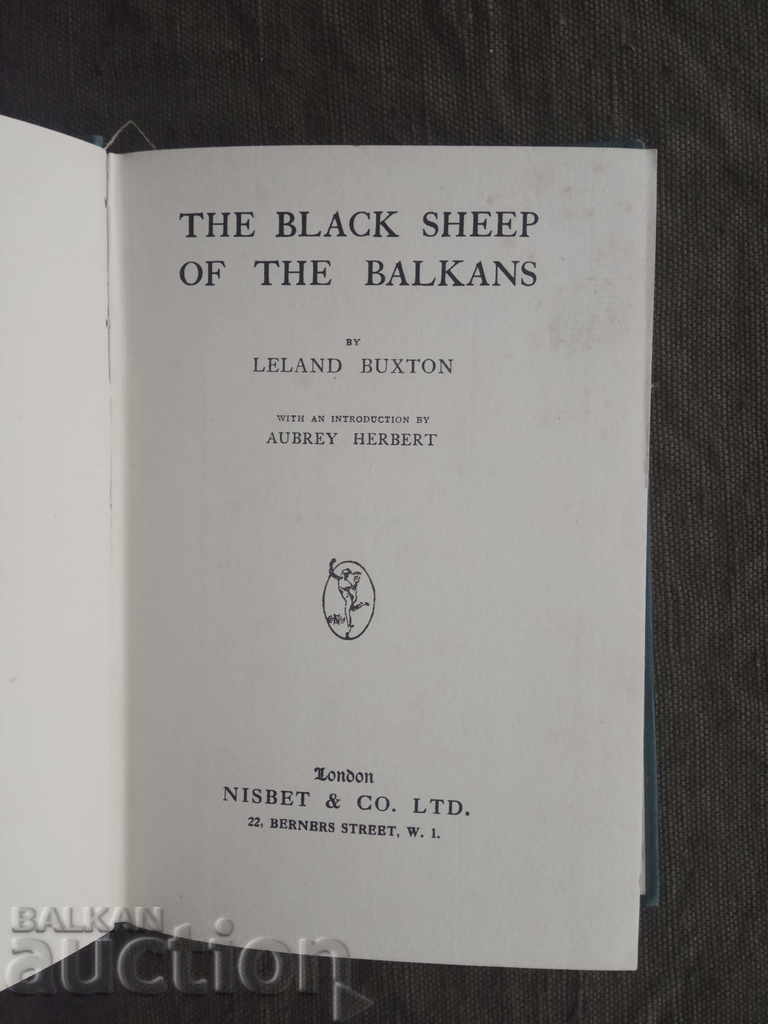 THE BLACK SHEEP
OF THE BALKANS
BY
LELAND BUXTON
WITH AN INTRODUCTION BY
AUBREY HERBERT
London
NISBET & CO. LTD.
22, BERNERS STREET, W. 1.
BALKAN
auction